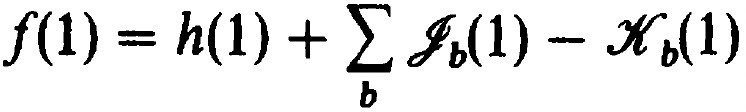 f(1) = h(1) + ∑_b 𝒥_b(1) − 𝒦_b(1)